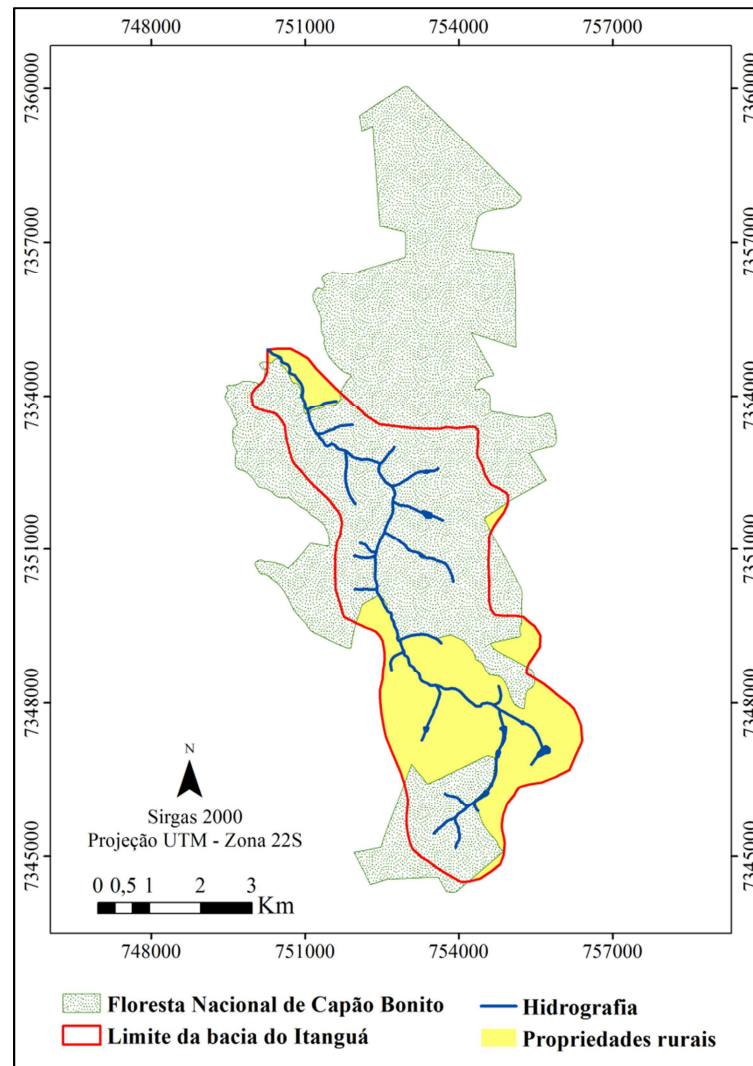 748000 751000 754000 757000
7360000 7360000
7357000 7357000
7354000 7354000
7351000 7351000
7348000 7348000
7345000 7345000
N
Sirgas 2000
Projeção UTM - Zona 22S
0 0,5 1 2 3
Km
748000 751000 754000 757000
Floresta Nacional de Capão Bonito
Hidrografia
Limite da bacia do Itanguá
Propriedades rurais